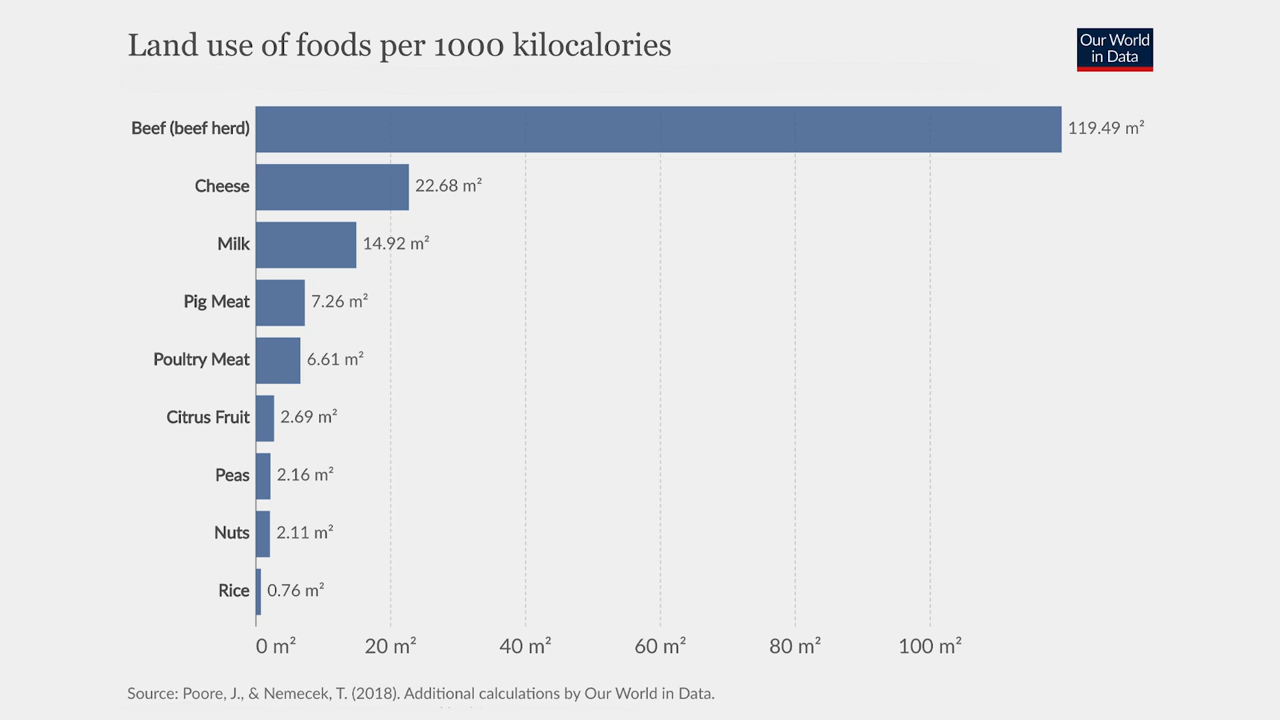 Land use of foods per 1000 kilocalories
Our World
in Data
Beef (beef herd) 119.49 m²
Cheese 22.68 m²
Milk 14.92 m²
Pig Meat 7.26 m²
Poultry Meat 6.61 m²
Citrus Fruit 2.69 m²
Peas 2.16 m²
Nuts 2.11 m²
Rice 0.76 m²
0 m² 20 m² 40 m² 60 m² 80 m² 100 m²
Source: Poore, J., & Nemecek, T. (2018). Additional calculations by Our World in Data.